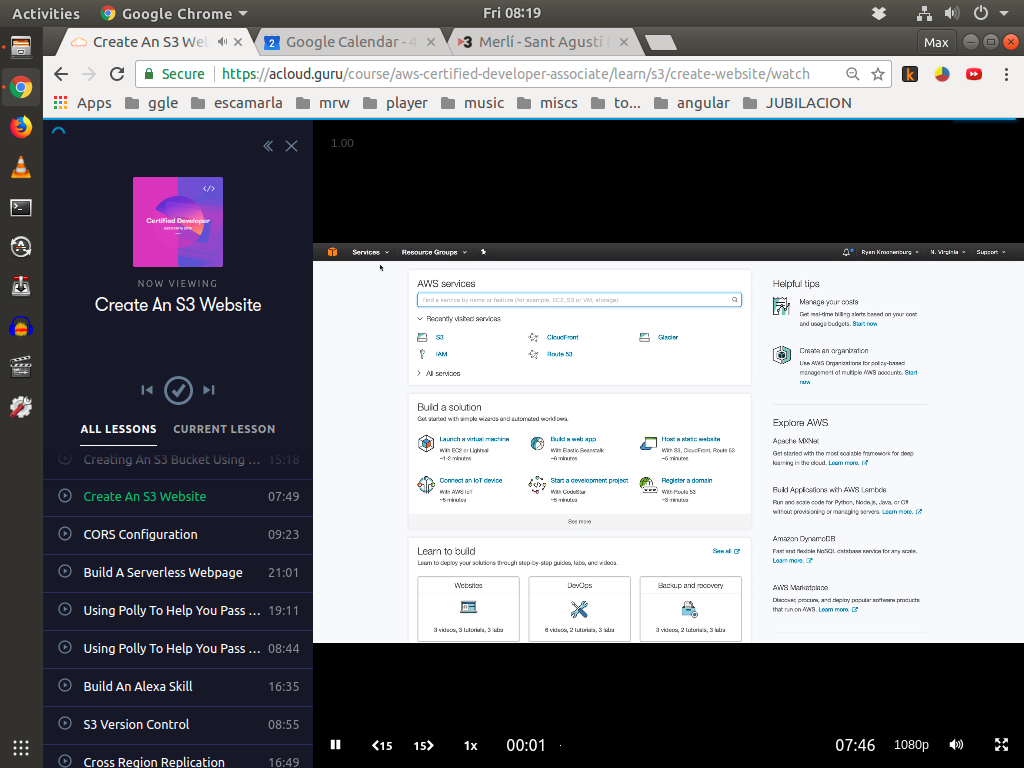 Activities
Google Chrome
Fri 08:19
Create An S3 Web
2
Google Calendar - 4
3
Merlí - Sant Agustí (
Max
Secure
https://acloud.guru/course/aws-certified-developer-associate/learn/s3/create-website/watch
Apps
ggle
escamarla
mrw
player
music
miscs
to...
angular
JUBILACION
1.00
</>
Certified Developer
NOW VIEWING
Create An S3 Website
ALL LESSONS
CURRENT LESSON
Creating An S3 Bucket Using ... 15:18
Create An S3 Website 07:49
CORS Configuration 09:23
Build A Serverless Webpage 21:01
Using Polly To Help You Pass ... 19:11
Using Polly To Help You Pass ... 08:44
Build An Alexa Skill 16:35
S3 Version Control 08:55
Cross Region Replication 16:49
Services
Resource Groups
Ryan Kroonenburg
N. Virginia
Support
AWS services
Find a service by name or feature (for example, EC2, S3 or VM, storage).
Recently visited services
S3
CloudFront
Glacier
IAM
Route 53
All services
Build a solution
Get started with simple wizards and automated workflows.
Launch a virtual machine
With EC2 or Lightsail
~1-2 minutes
Build a web app
With Elastic Beanstalk
~6 minutes
Host a static website
With S3, CloudFront, Route 53
~5 minutes
Connect an IoT device
With AWS IoT
~5 minutes
Start a development project
With CodeStar
~5 minutes
Register a domain
With Route 53
~3 minutes
See more
Learn to build
See all
Learn to deploy your solutions through step-by-step guides, labs, and videos.
Websites
3 videos, 3 tutorials, 3 labs
DevOps
6 videos, 2 tutorials, 3 labs
Backup and recovery
3 videos, 2 tutorials, 3 labs
Helpful tips
Manage your costs
Get real-time billing alerts based on your cost
and usage budgets. Start now
Create an organization
Use AWS Organizations for policy-based
management of multiple AWS accounts. Start
now
Explore AWS
Apache MXNet
Get started with the most scalable framework for deep
learning in the cloud. Learn more.
Build Applications with AWS Lambda
Run and scale code for Python, Node.js, Java, or C#
without provisioning or managing servers. Learn more.
Amazon DynamoDB
Fast and flexible NoSQL database service for any scale.
Learn more.
AWS Marketplace
Discover, procure, and deploy popular software products
that run on AWS. Learn more.
15
15
1x
00:01
07:46
1080p